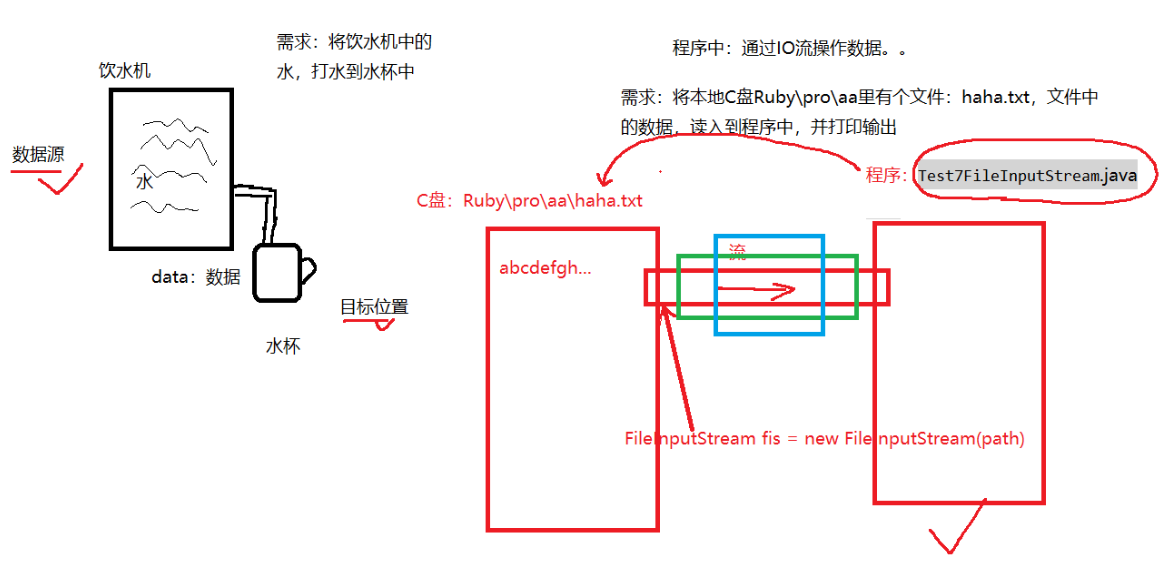 需求：将饮水机中的
水，打水到水杯中
饮水机
数据源
水
data：数据
目标位置
水杯
程序中：通过IO流操作数据。。
需求：将本地C盘Ruby\pro\aa里有个文件：haha.txt，文件中
的数据，读入到程序中，并打印输出
程序：Test7FileInputStream.java
C盘：Ruby\pro\aa\haha.txt
流
abcdefgh...
FileInputStream fis = new FileInputStream(path)